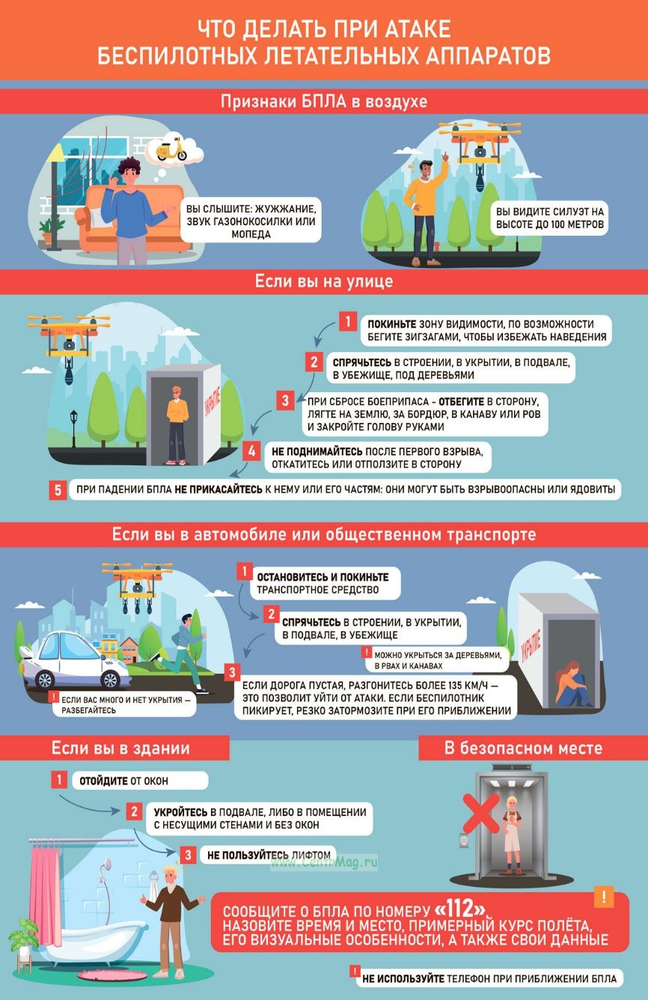 ЧТО ДЕЛАТЬ ПРИ АТАКЕ
БЕСПИЛОТНЫХ ЛЕТАТЕЛЬНЫХ АППАРАТОВ
Признаки БПЛА в воздухе
ВЫ СЛЫШИТЕ: ЖУЖЖАНИЕ,
ЗВУК ГАЗОНОКОСИЛКИ ИЛИ
МОПЕДА
ВЫ ВИДИТЕ СИЛУЭТ НА
ВЫСОТЕ ДО 100 МЕТРОВ
Если вы на улице
УКРЫТИЕ
1
ПОКИНЬТЕ ЗОНУ ВИДИМОСТИ, ПО ВОЗМОЖНОСТИ
БЕГИТЕ ЗИГЗАГАМИ, ЧТОБЫ ИЗБЕЖАТЬ НАВЕДЕНИЯ
2
СПРЯЧЬТЕСЬ В СТРОЕНИИ, В УКРЫТИИ, В ПОДВАЛЕ,
В УБЕЖИЩЕ, ПОД ДЕРЕВЬЯМИ
3
ПРИ СБРОСЕ БОЕПРИПАСА - ОТБЕГИТЕ В СТОРОНУ,
ЛЯГТЕ НА ЗЕМЛЮ, ЗА БОРДЮР, В КАНАВУ ИЛИ РОВ
И ЗАКРОЙТЕ ГОЛОВУ РУКАМИ
4
НЕ ПОДНИМАЙТЕСЬ ПОСЛЕ ПЕРВОГО ВЗРЫВА,
ОТКАТИТЕСЬ ИЛИ ОТПОЛЗИТЕ В СТОРОНУ
5
ПРИ ПАДЕНИИ БПЛА НЕ ПРИКАСАЙТЕСЬ К НЕМУ ИЛИ ЕГО ЧАСТЯМ: ОНИ МОГУТ БЫТЬ ВЗРЫВООПАСНЫ ИЛИ ЯДОВИТЫ
Если вы в автомобиле или общественном транспорте
1
ОСТАНОВИТЕСЬ И ПОКИНЬТЕ
ТРАНСПОРТНОЕ СРЕДСТВО
2
СПРЯЧЬТЕСЬ В СТРОЕНИИ, В УКРЫТИИ,
В ПОДВАЛЕ, В УБЕЖИЩЕ
!
МОЖНО УКРЫТЬСЯ ЗА ДЕРЕВЬЯМИ,
В РВАХ И КАНАВАХ
УКРЫТИЕ
3
ЕСЛИ ДОРОГА ПУСТАЯ, РАЗГОНИТЕСЬ БОЛЕЕ 135 КМ/Ч —
ЭТО ПОЗВОЛИТ УЙТИ ОТ АТАКИ. ЕСЛИ БЕСПИЛОТНИК
ПИКИРУЕТ, РЕЗКО ЗАТОРМОЗИТЕ ПРИ ЕГО ПРИБЛИЖЕНИИ
!
ЕСЛИ ВАС МНОГО И НЕТ УКРЫТИЯ —
РАЗБЕГАЙТЕСЬ
Если вы в здании
1
ОТОЙДИТЕ ОТ ОКОН
2
УКРОЙТЕСЬ В ПОДВАЛЕ, ЛИБО В ПОМЕЩЕНИИ
С НЕСУЩИМИ СТЕНАМИ И БЕЗ ОКОН
3
НЕ ПОЛЬЗУЙТЕСЬ ЛИФТОМ
www.CentrMag.ru
В безопасном месте
!
СООБЩИТЕ О БПЛА ПО НОМЕРУ «112»,
НАЗОВИТЕ ВРЕМЯ И МЕСТО, ПРИМЕРНЫЙ КУРС ПОЛЁТА,
ЕГО ВИЗУАЛЬНЫЕ ОСОБЕННОСТИ, А ТАКЖЕ СВОИ ДАННЫЕ
!
НЕ ИСПОЛЬЗУЙТЕ ТЕЛЕФОН ПРИ ПРИБЛИЖЕНИИ БПЛА